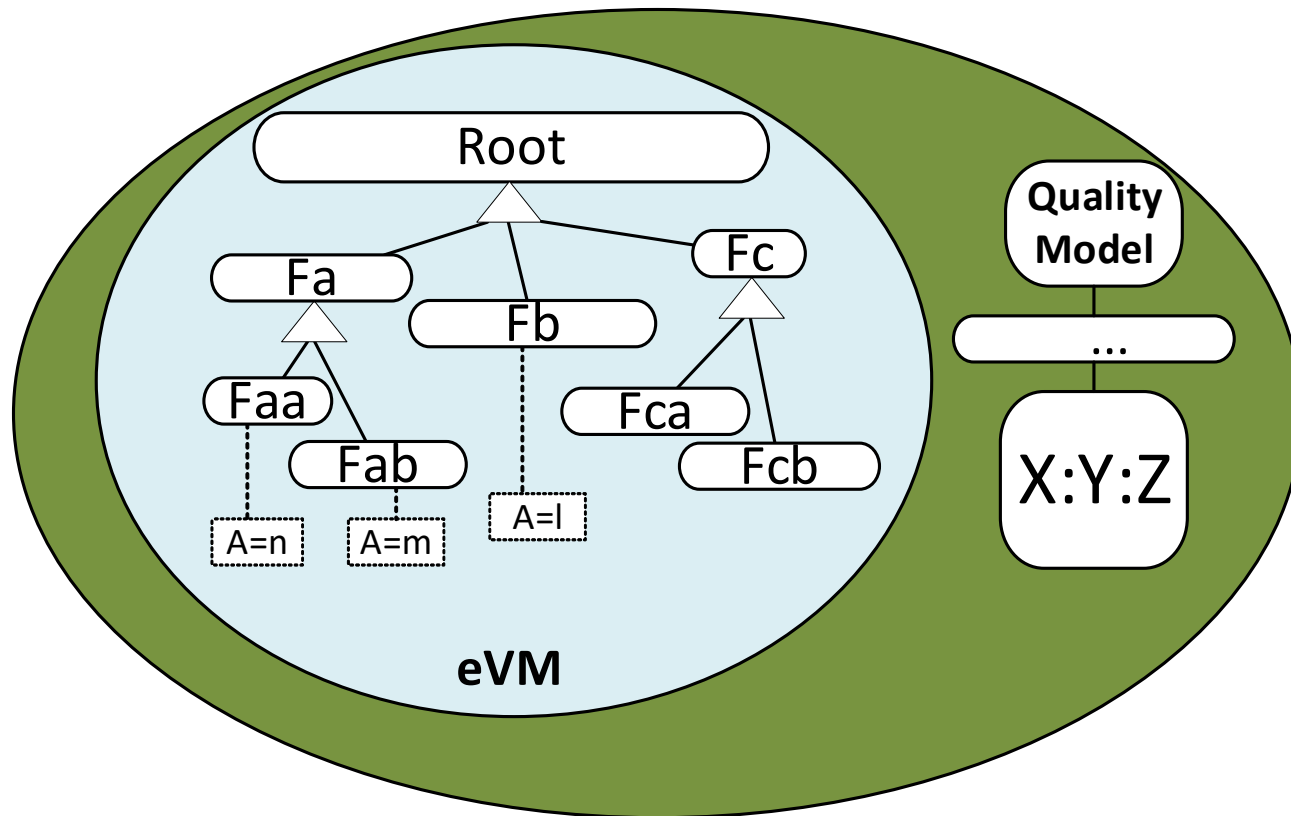 Root
Fa
Fb
Fc
Faa
Fab
Fca
Fcb
A=n
A=m
A=l
eVM
Quality
Model
...
X:Y:Z